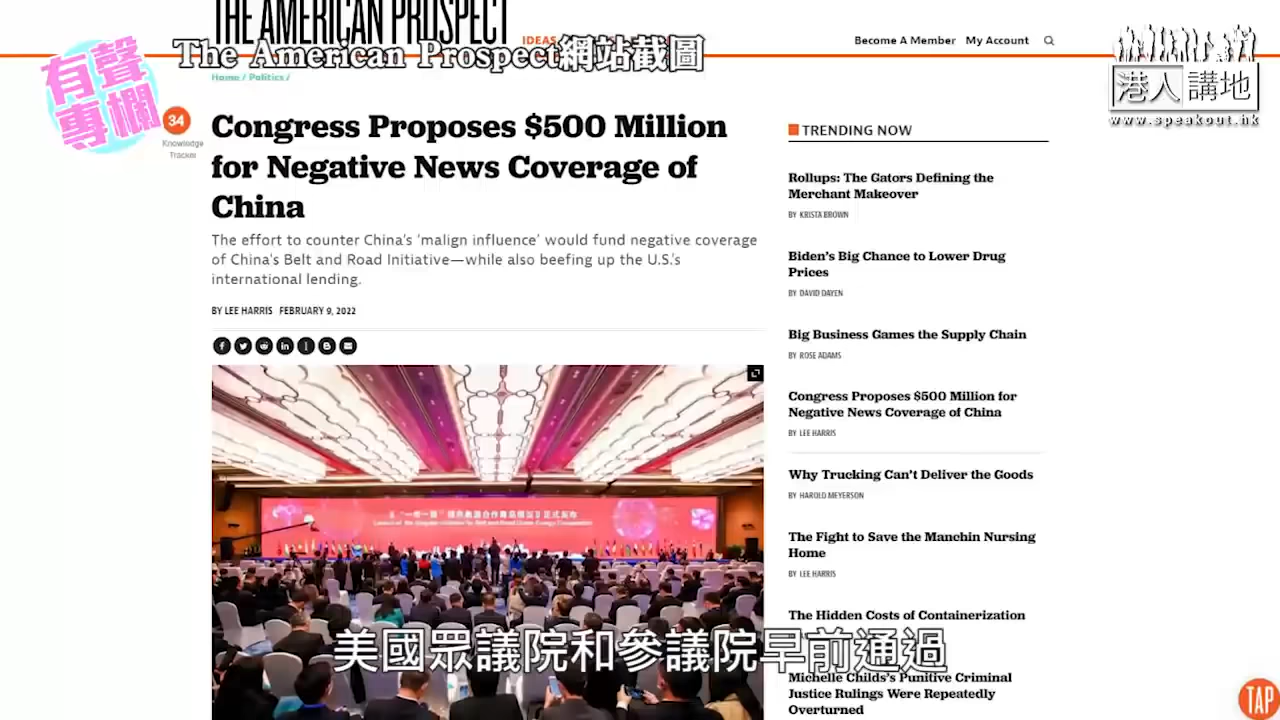 THE AMERICAN PROSPECT
IDEAS
Become A Member My Account
The American Prospect網站截圖
有聲
專欄
港人講地
www.speakout.hk
Home / Politics /
34
Knowledge
Tracker
Congress Proposes $500 Million
for Negative News Coverage of
China
The effort to counter China's 'malign influence' would fund negative coverage
of China's Belt and Road Initiative—while also beefing up the U.S.'s
international lending.
BY LEE HARRIS FEBRUARY 9, 2022
TRENDING NOW
Rollups: The Gators Defining the
Merchant Makeover
BY KRISTA BROWN
Biden's Big Chance to Lower Drug
Prices
BY DAVID DAYEN
Big Business Games the Supply Chain
BY ROSE ADAMS
Congress Proposes $500 Million for
Negative News Coverage of China
BY LEE HARRIS
Why Trucking Can't Deliver the Goods
BY HAROLD MEYERSON
The Fight to Save the Manchin Nursing
Home
BY LEE HARRIS
The Hidden Costs of Containerization
Michelle Childs's Punitive Criminal
Justice Rulings Were Repeatedly
Overturned
美國眾議院和參議院早前通過
TAP